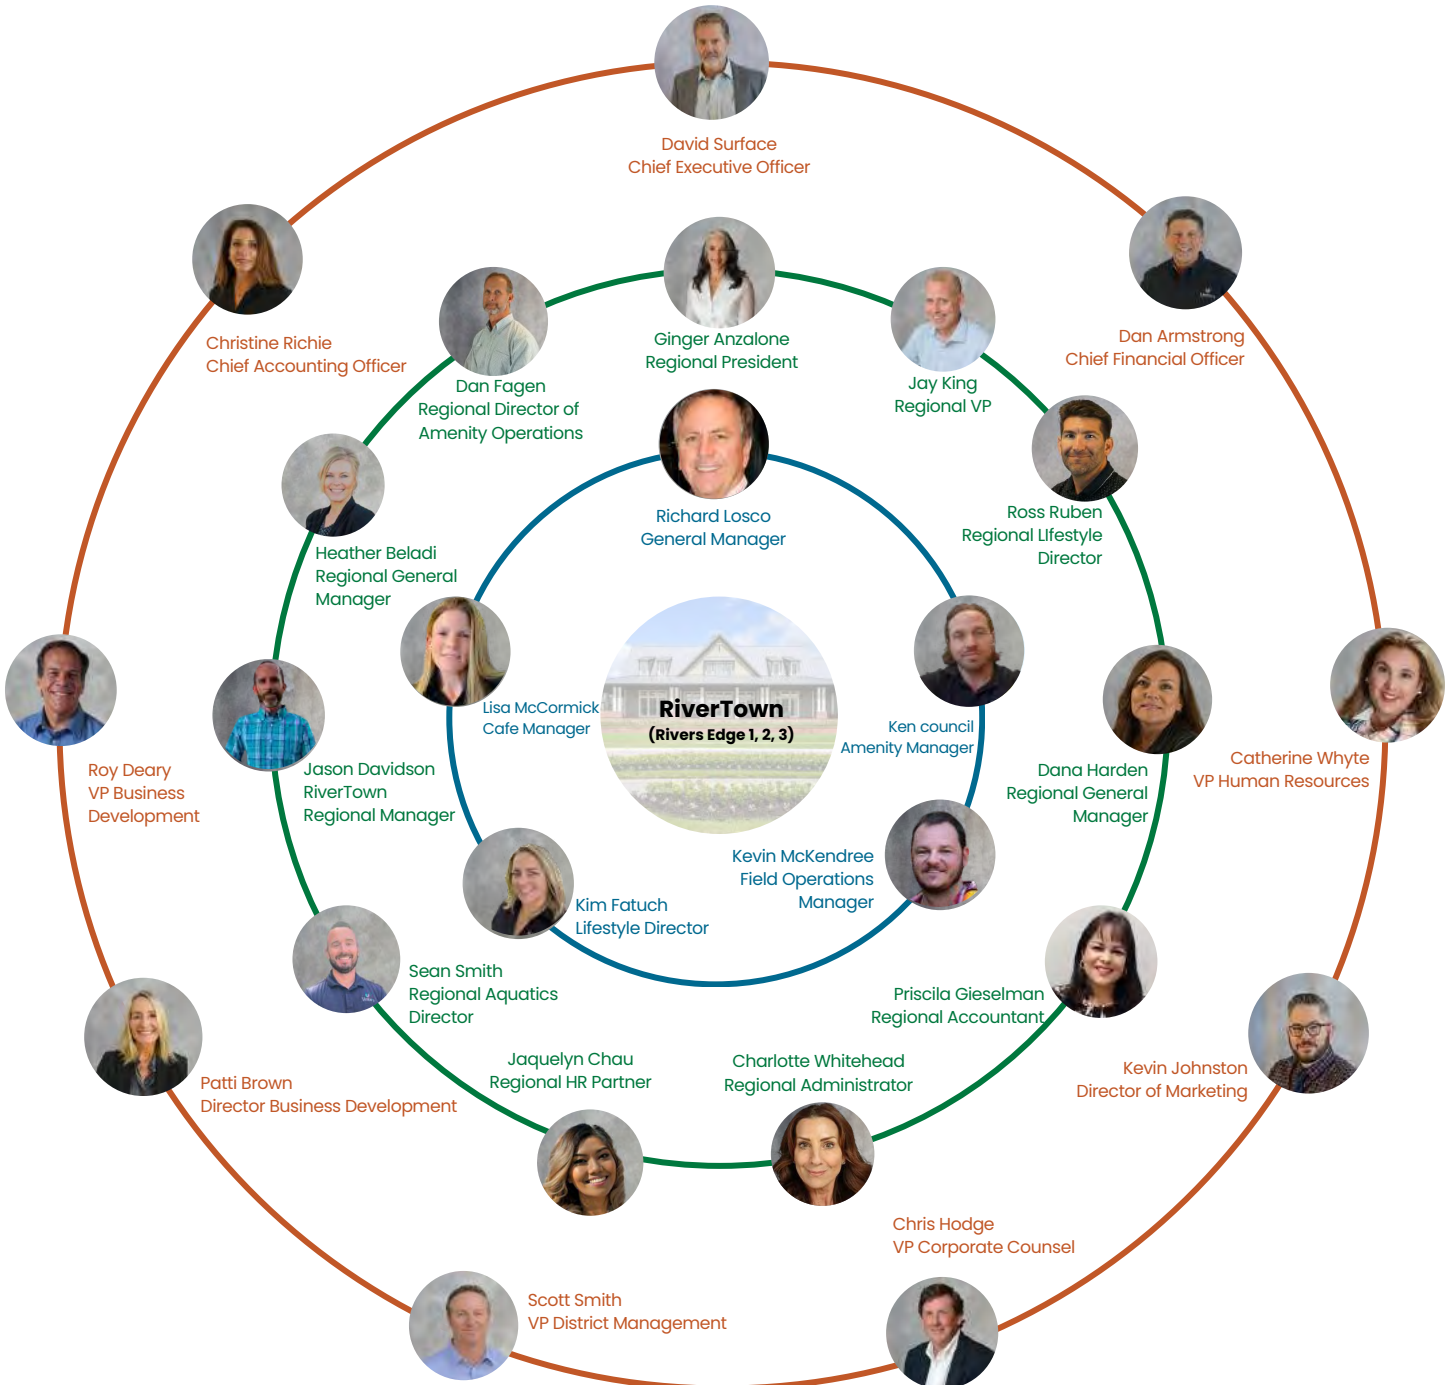 David Surface
Chief Executive Officer
Christine Richie
Chief Accounting Officer
Dan Armstrong
Chief Financial Officer
Ginger Anzalone
Regional President
Dan Fagen
Regional Director of
Amenity Operations
Jay King
Regional VP
Richard Losco
General Manager
Ross Ruben
Regional LIfestyle
Director
Heather Beladi
Regional General
Manager
Lisa McCormick
Cafe Manager
RiverTown
(Rivers Edge 1, 2, 3)
Ken council
Amenity Manager
Roy Deary
VP Business
Development
Jason Davidson
RiverTown
Regional Manager
Dana Harden
Regional General
Manager
Catherine Whyte
VP Human Resources
Kim Fatuch
Lifestyle Director
Kevin McKendree
Field Operations
Manager
Sean Smith
Regional Aquatics
Director
Priscila Gieselman
Regional Accountant
Patti Brown
Director Business Development
Jaquelyn Chau
Regional HR Partner
Charlotte Whitehead
Regional Administrator
Kevin Johnston
Director of Marketing
Scott Smith
VP District Management
Chris Hodge
VP Corporate Counsel